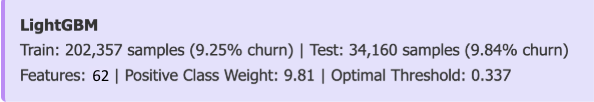 LightGBM
Train: 202,357 samples (9.25% churn) | Test: 34,160 samples (9.84% churn)
Features: 62 | Positive Class Weight: 9.81 | Optimal Threshold: 0.337